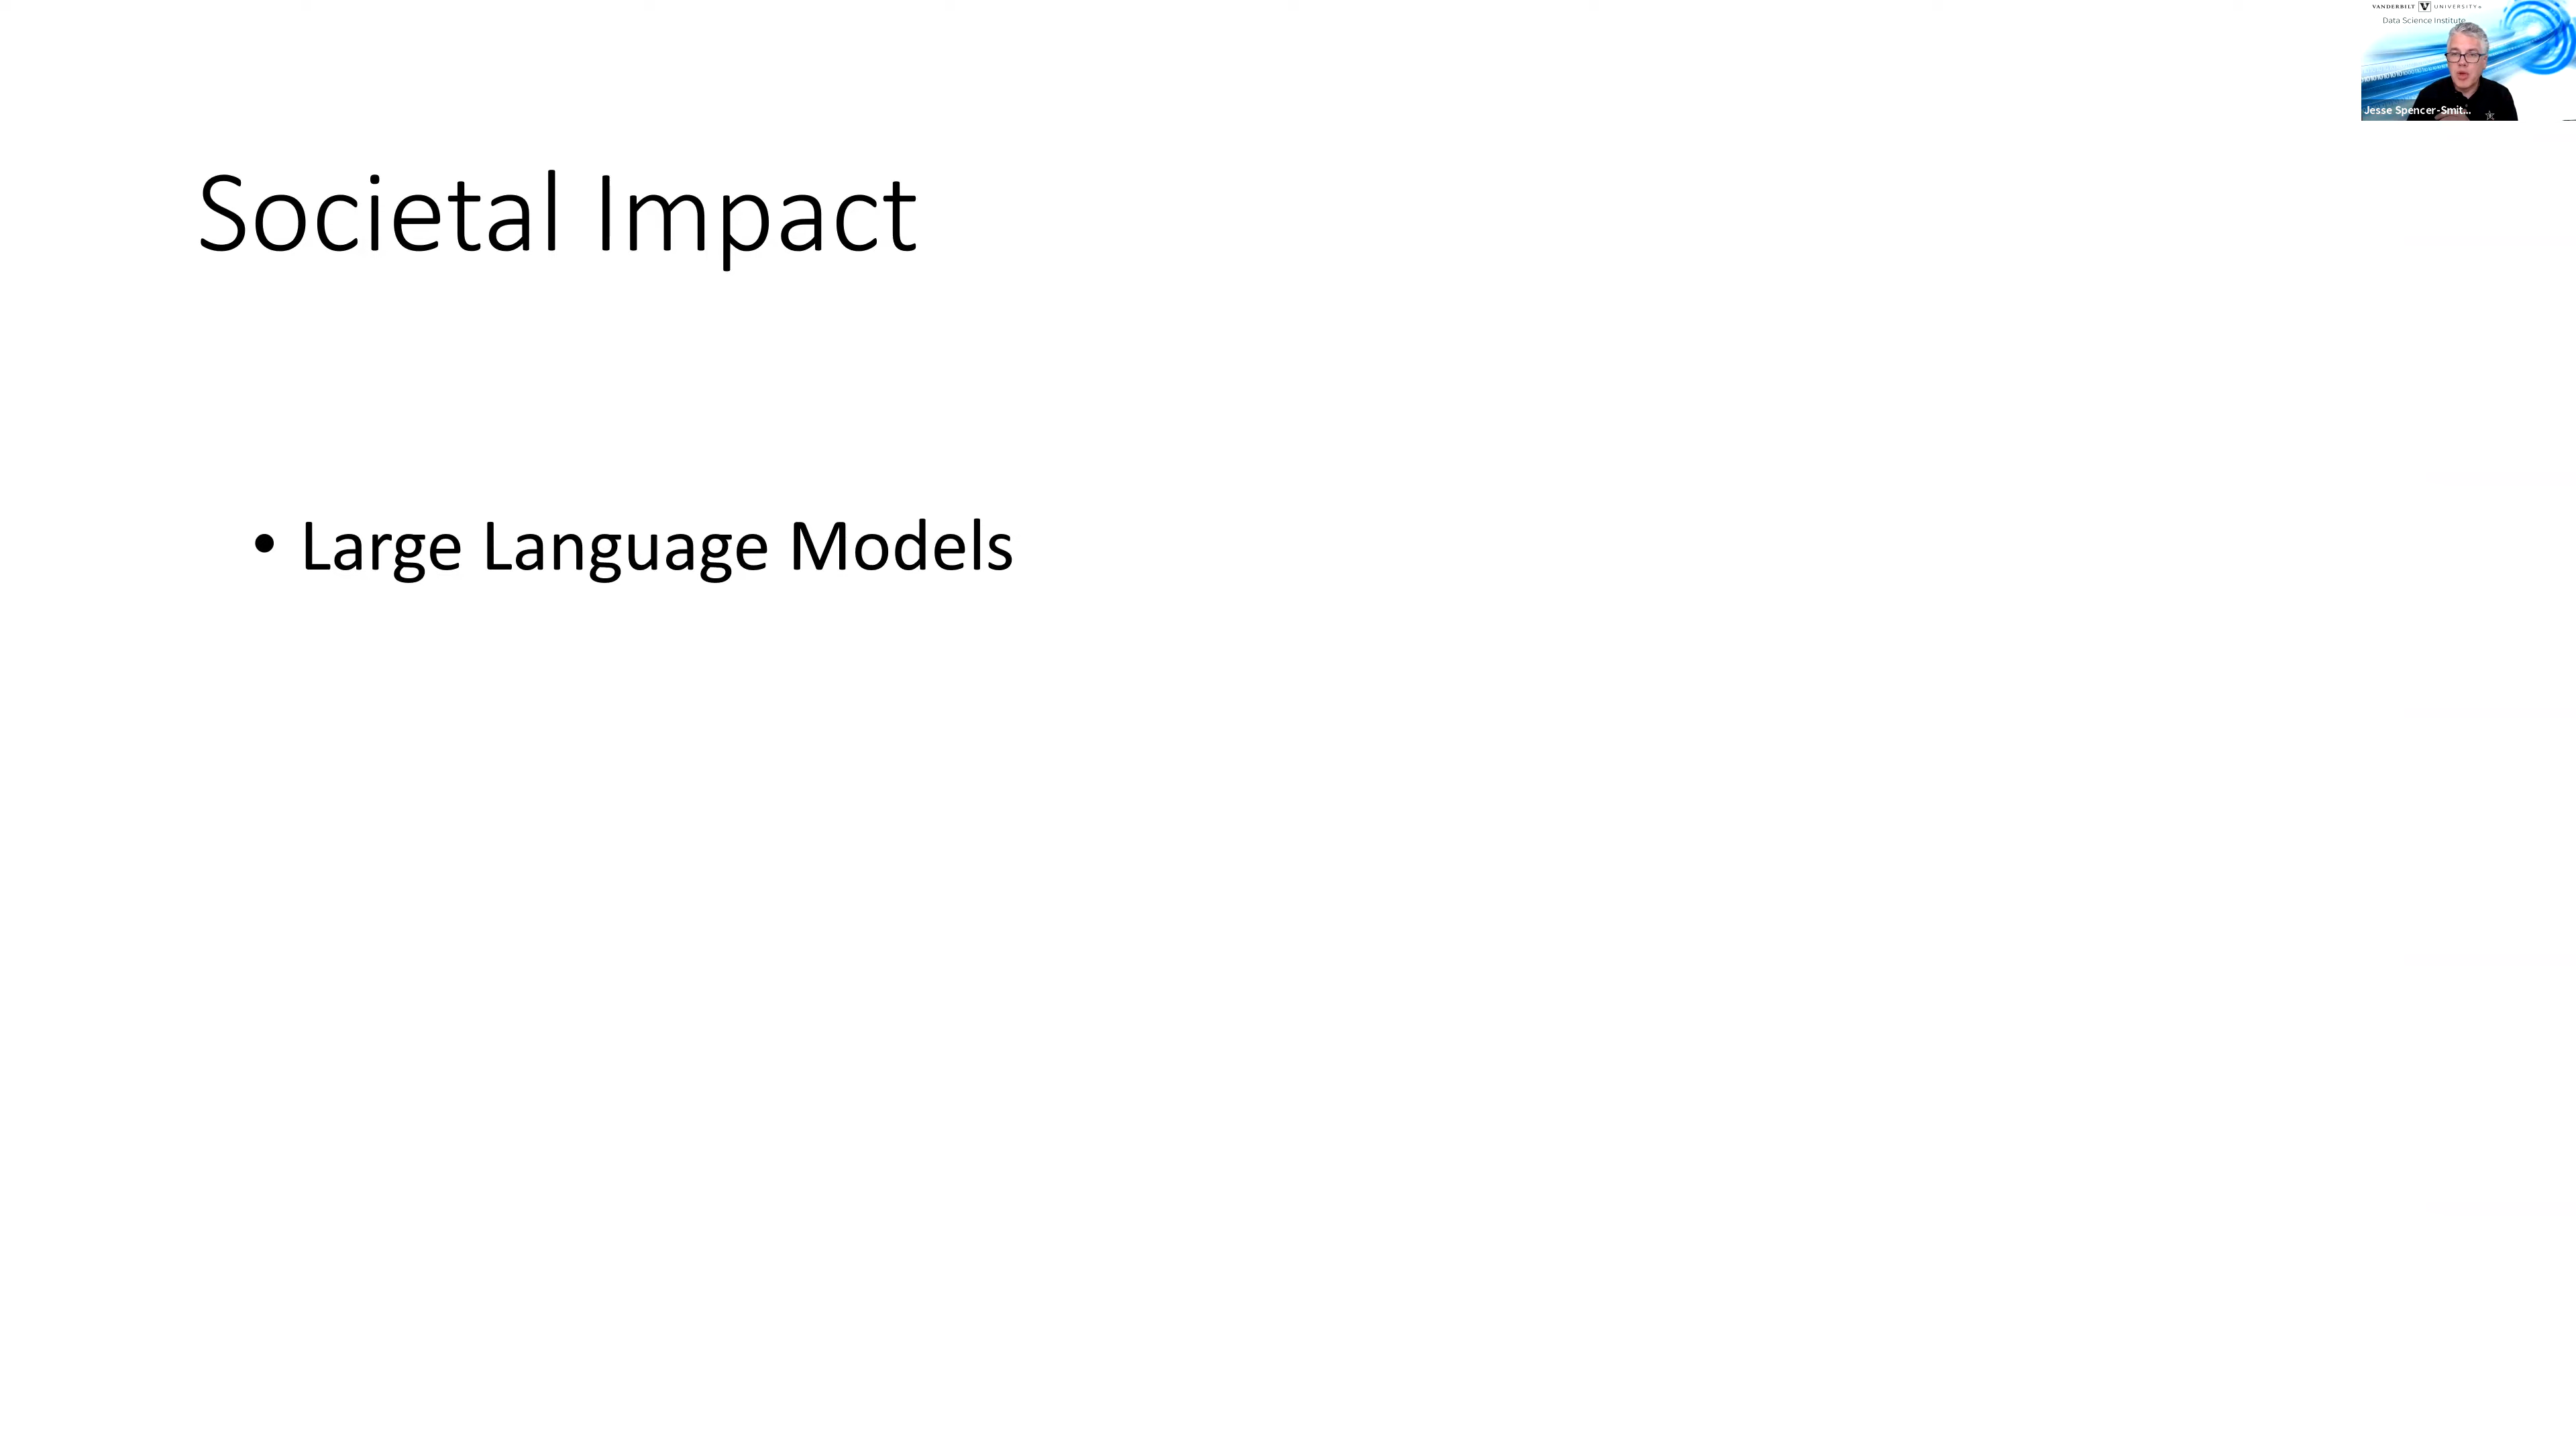 VANDERBILT V UNIVERSITY
Data Science Institute
Jesse Spencer-Smit...
Societal Impact
• Large Language Models